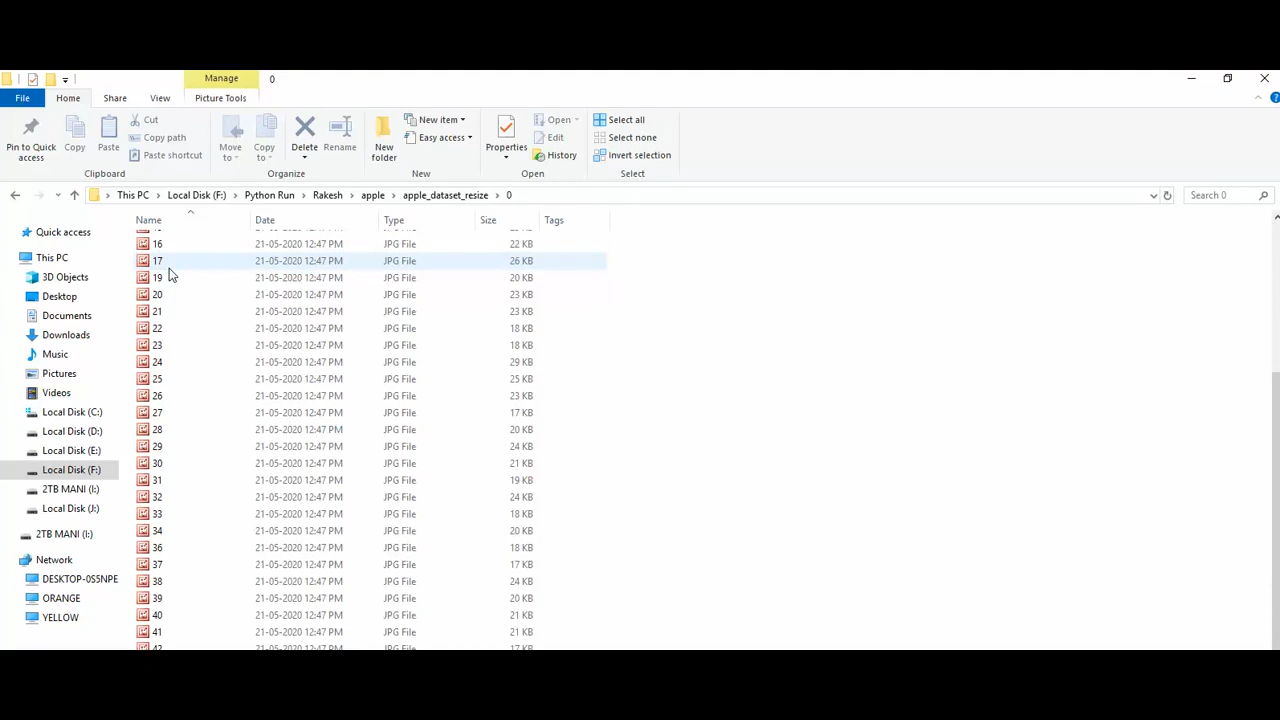 Manage
0
File
Home
Share
View
Picture Tools
Pin to Quick access
Copy
Paste
Cut
Copy path
Paste shortcut
Clipboard
Move to
Copy to
Delete
Rename
Organize
New folder
New item
Easy access
New
Properties
Open
Edit
History
Open
Select all
Select none
Invert selection
Select
This PC > Local Disk (F:) > Python Run > Rakesh > apple > apple_dataset_resize > 0
Search 0
Quick access
This PC
3D Objects
Desktop
Documents
Downloads
Music
Pictures
Videos
Local Disk (C:)
Local Disk (D:)
Local Disk (E:)
Local Disk (F:)
2TB MANI (I:)
Local Disk (J:)
2TB MANI (I:)
Network
DESKTOP-0S5NPE
ORANGE
YELLOW
Name Date Type Size Tags
16 21-05-2020 12:47 PM JPG File 22 KB
17 21-05-2020 12:47 PM JPG File 26 KB
19 21-05-2020 12:47 PM JPG File 20 KB
20 21-05-2020 12:47 PM JPG File 23 KB
21 21-05-2020 12:47 PM JPG File 23 KB
22 21-05-2020 12:47 PM JPG File 18 KB
23 21-05-2020 12:47 PM JPG File 18 KB
24 21-05-2020 12:47 PM JPG File 29 KB
25 21-05-2020 12:47 PM JPG File 25 KB
26 21-05-2020 12:47 PM JPG File 23 KB
27 21-05-2020 12:47 PM JPG File 17 KB
28 21-05-2020 12:47 PM JPG File 20 KB
29 21-05-2020 12:47 PM JPG File 24 KB
30 21-05-2020 12:47 PM JPG File 21 KB
31 21-05-2020 12:47 PM JPG File 19 KB
32 21-05-2020 12:47 PM JPG File 24 KB
33 21-05-2020 12:47 PM JPG File 18 KB
34 21-05-2020 12:47 PM JPG File 20 KB
36 21-05-2020 12:47 PM JPG File 18 KB
37 21-05-2020 12:47 PM JPG File 17 KB
38 21-05-2020 12:47 PM JPG File 24 KB
39 21-05-2020 12:47 PM JPG File 20 KB
40 21-05-2020 12:47 PM JPG File 21 KB
41 21-05-2020 12:47 PM JPG File 21 KB
42 21-05-2020 12:47 PM JPG File 17 KB